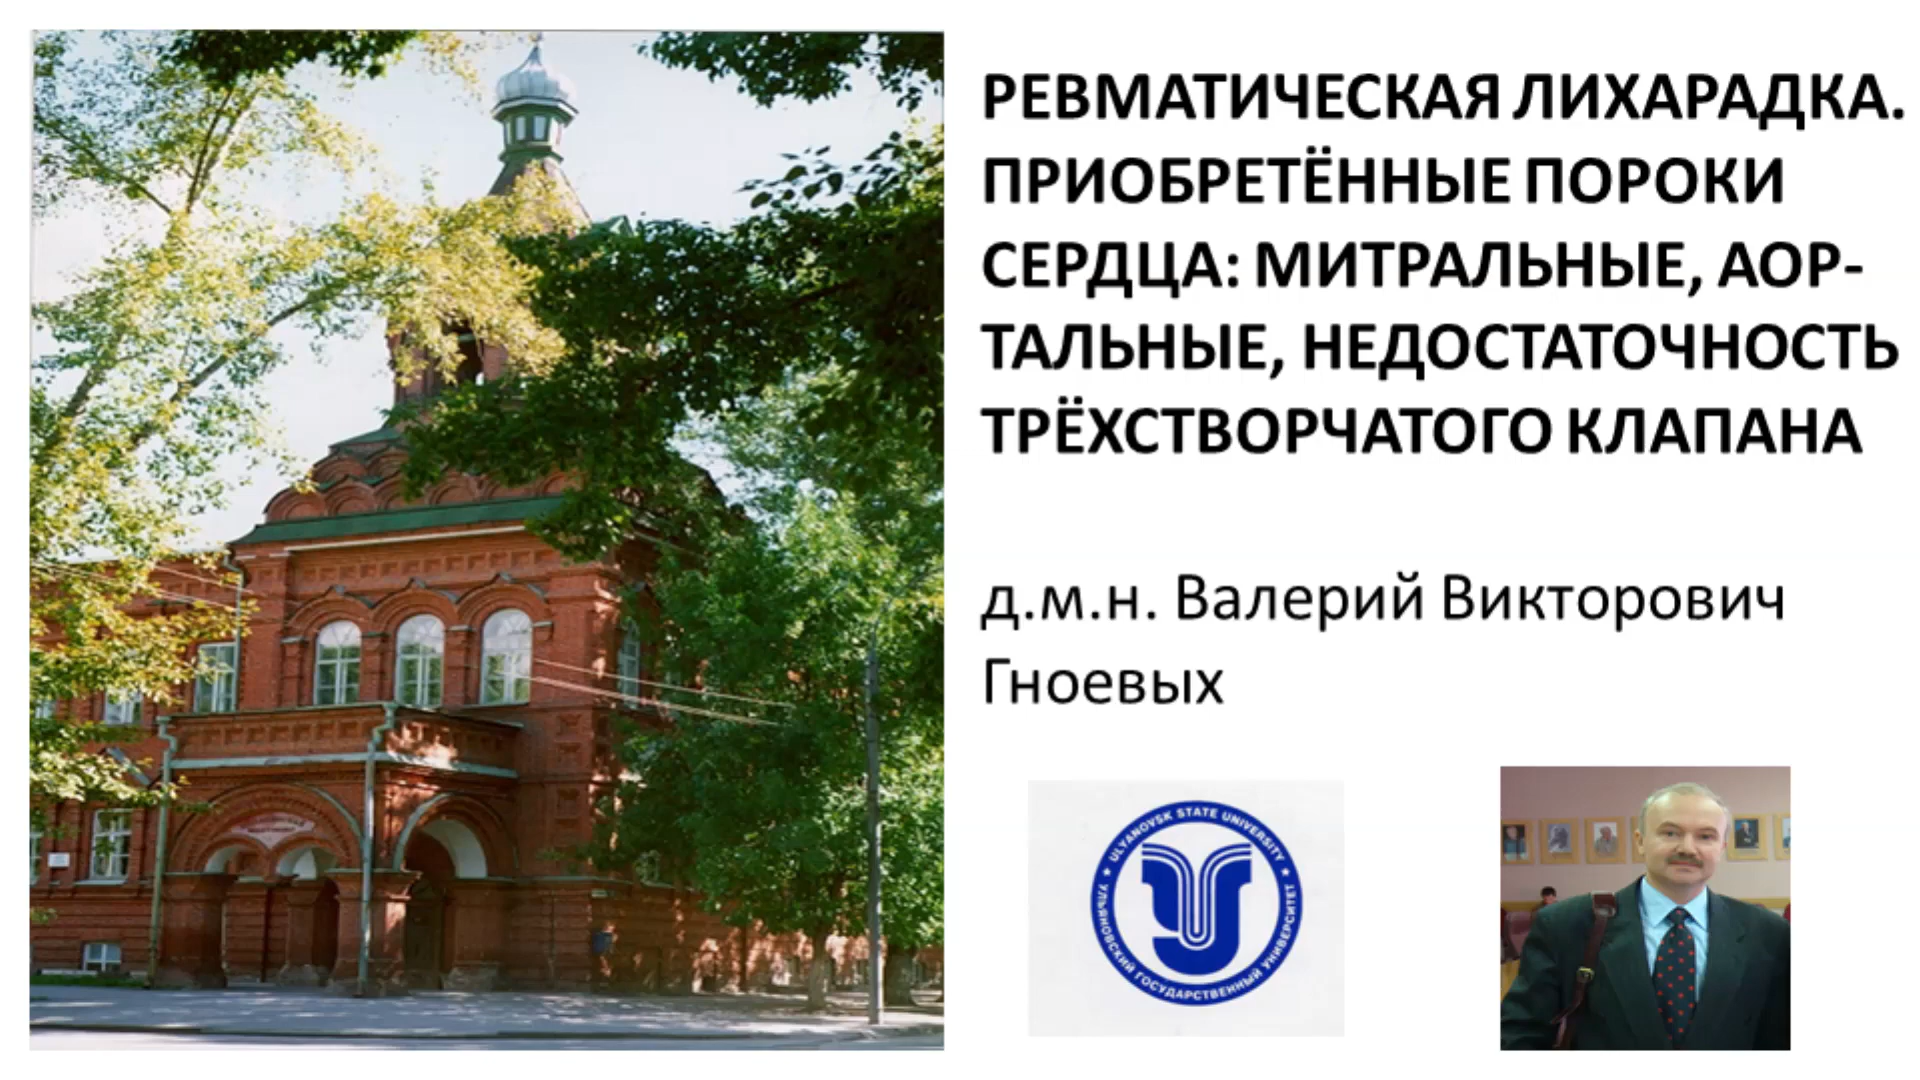 РЕВМАТИЧЕСКАЯ ЛИХАРАДКА.
ПРИОБРЕТЁННЫЕ ПОРОКИ
СЕРДЦА: МИТРАЛЬНЫЕ, АОР-
ТАЛЬНЫЕ, НЕДОСТАТОЧНОСТЬ
ТРЁХСТВОРЧАТОГО КЛАПАНА
д.м.н. Валерий Викторович
Гноевых
ULYANOVSK STATE UNIVERSITY
УЛЬЯНОВСКИЙ ГОСУДАРСТВЕННЫЙ УНИВЕРСИТЕТ